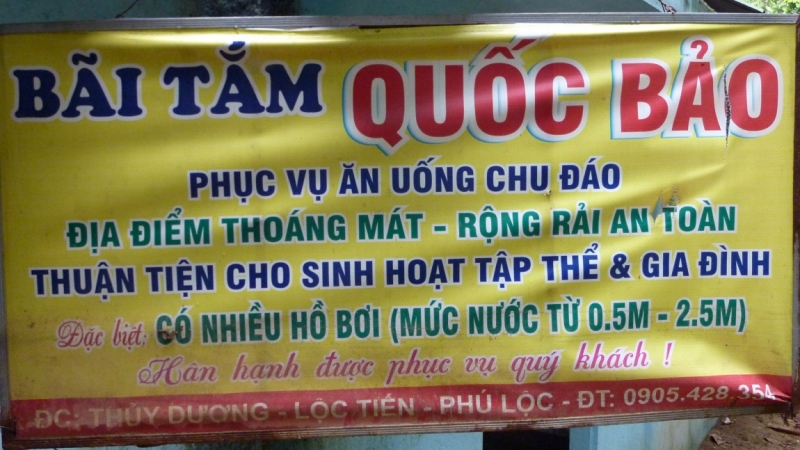 BÃI TẮM QUỐC BẢO
PHỤC VỤ ĂN UỐNG CHU ĐÁO
ĐỊA ĐIỂM THOÁNG MÁT - RỘNG RẢI AN TOÀN
THUẬN TIỆN CHO SINH HOẠT TẬP THỂ & GIA ĐÌNH
Đặc biệt: CÓ NHIỀU HỒ BƠI (MỨC NƯỚC TỪ 0.5M - 2.5M)
Hân hạnh được phục vụ quý khách !
ĐC: THỦY DƯƠNG - LỘC TIẾN - PHÚ LỘC - ĐT: 0905.428.354